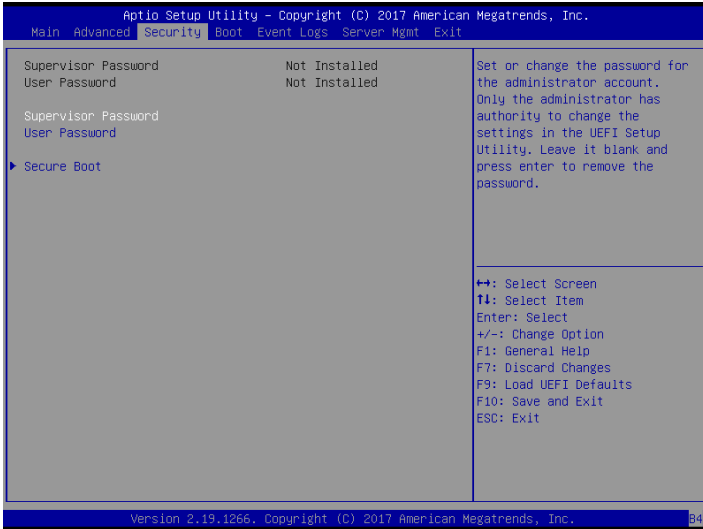 Aptio Setup Utility – Copyright (C) 2017 American Megatrends, Inc.
Main Advanced Security Boot Event Logs Server Mgmt Exit
Supervisor Password Not Installed
User Password Not Installed
Supervisor Password
User Password
Secure Boot
Set or change the password for
the administrator account.
Only the administrator has
authority to change the
settings in the UEFI Setup
Utility. Leave it blank and
press enter to remove the
password.
↔: Select Screen
↑↓: Select Item
Enter: Select
+/-: Change Option
F1: General Help
F7: Discard Changes
F9: Load UEFI Defaults
F10: Save and Exit
ESC: Exit
Version 2.19.1266. Copyright (C) 2017 American Megatrends, Inc.
B4